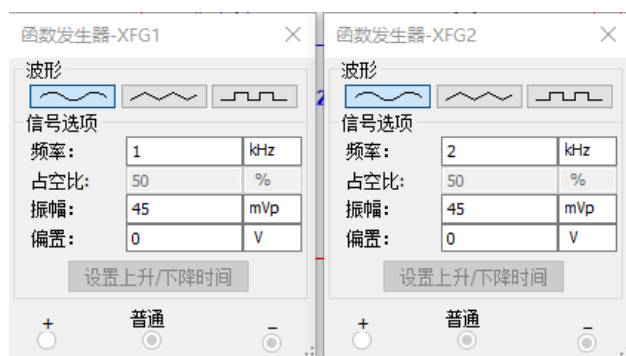 函数发生器-XFG1
波形
信号选项
频率： 1 kHz
占空比： 50 %
振幅： 45 mVp
偏置： 0 V
设置上升/下降时间
+ 普通 −
函数发生器-XFG2
波形
信号选项
频率： 2 kHz
占空比： 50 %
振幅： 45 mVp
偏置： 0 V
设置上升/下降时间
+ 普通 −